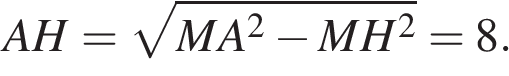 AH = √(MA² − MH²) = 8.